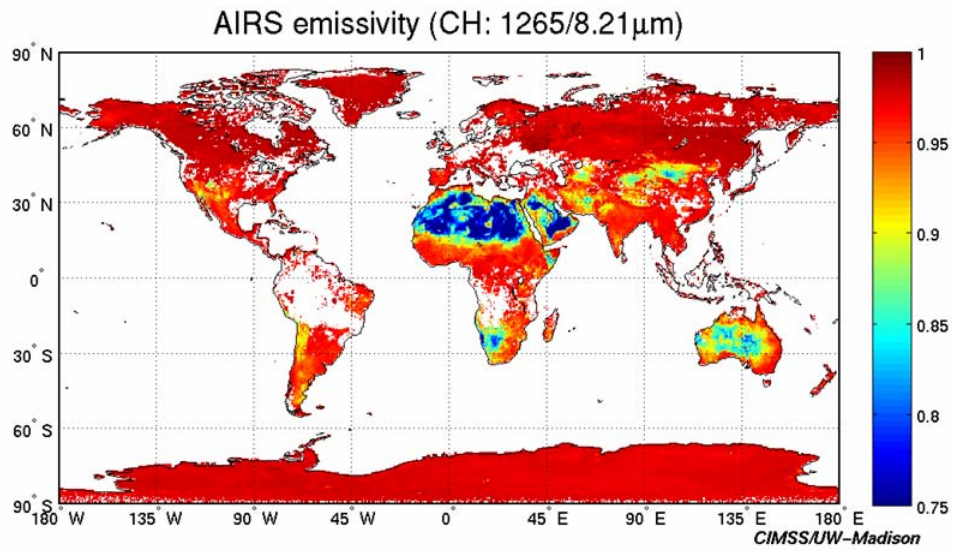 AIRS emissivity (CH: 1265/8.21μm)
90° N
60° N
30° N
0°
30° S
60° S
90° S
180° W
135° W
90° W
45° W
0°
45° E
90° E
135° E
180° E
1
0.95
0.9
0.85
0.8
0.75
CIMSS/UW-Madison